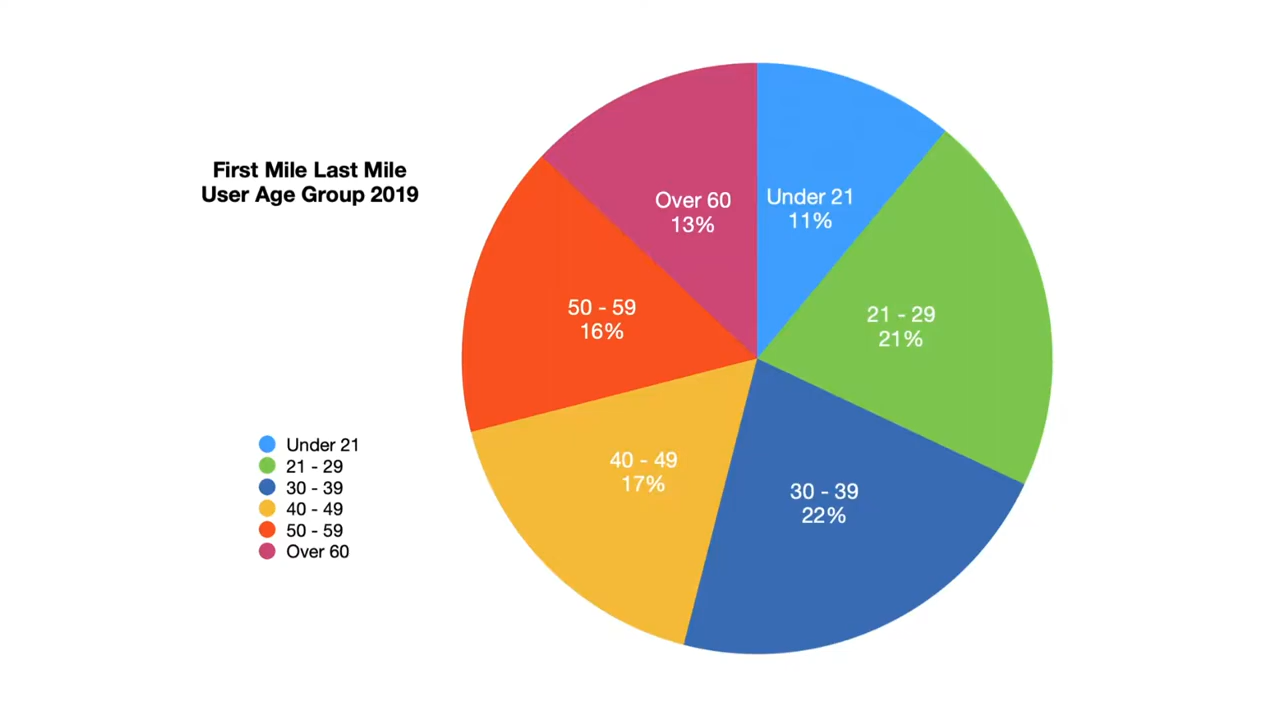 First Mile Last Mile
User Age Group 2019
Over 60
13%
Under 21
11%
50 - 59
16%
21 - 29
21%
40 - 49
17%
30 - 39
22%
Under 21
21 - 29
30 - 39
40 - 49
50 - 59
Over 60